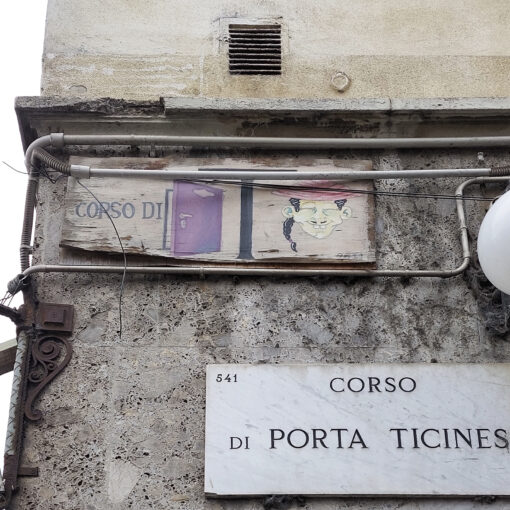 CORSO DI
541
CORSO
DI PORTA TICINES